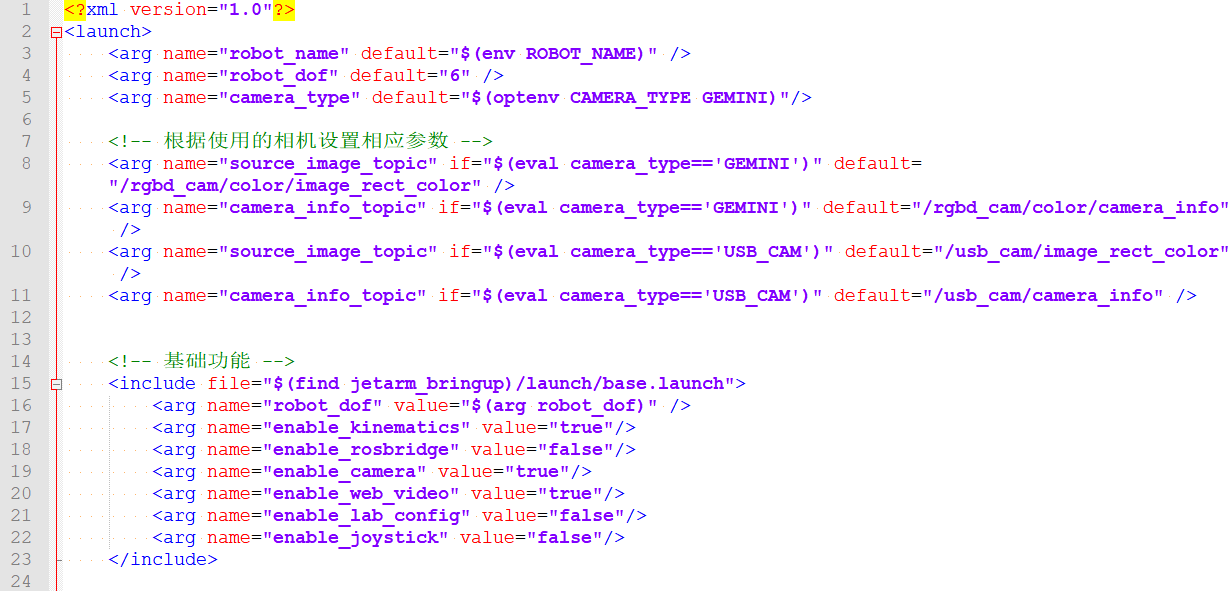 1 <?xml version="1.0"?>
2 <launch>
3 <arg name="robot_name" default="$(env ROBOT_NAME)" />
4 <arg name="robot_dof" default="6" />
5 <arg name="camera_type" default="$(optenv CAMERA_TYPE GEMINI)"/>
6
7 <!-- 根据使用的相机设置相应参数 -->
8 <arg name="source_image_topic" if="$(eval camera_type=='GEMINI')" default=
"/rgbd_cam/color/image_rect_color" />
9 <arg name="camera_info_topic" if="$(eval camera_type=='GEMINI')" default="/rgbd_cam/color/camera_info"
/>
10 <arg name="source_image_topic" if="$(eval camera_type=='USB_CAM')" default="/usb_cam/image_rect_color"
/>
11 <arg name="camera_info_topic" if="$(eval camera_type=='USB_CAM')" default="/usb_cam/camera_info" />
12
13
14 <!-- 基础功能 -->
15 <include file="$(find jetarm_bringup)/launch/base.launch">
16 <arg name="robot_dof" value="$(arg robot_dof)" />
17 <arg name="enable_kinematics" value="true"/>
18 <arg name="enable_rosbridge" value="false"/>
19 <arg name="enable_camera" value="true"/>
20 <arg name="enable_web_video" value="true"/>
21 <arg name="enable_lab_config" value="false"/>
22 <arg name="enable_joystick" value="false"/>
23 </include>
24